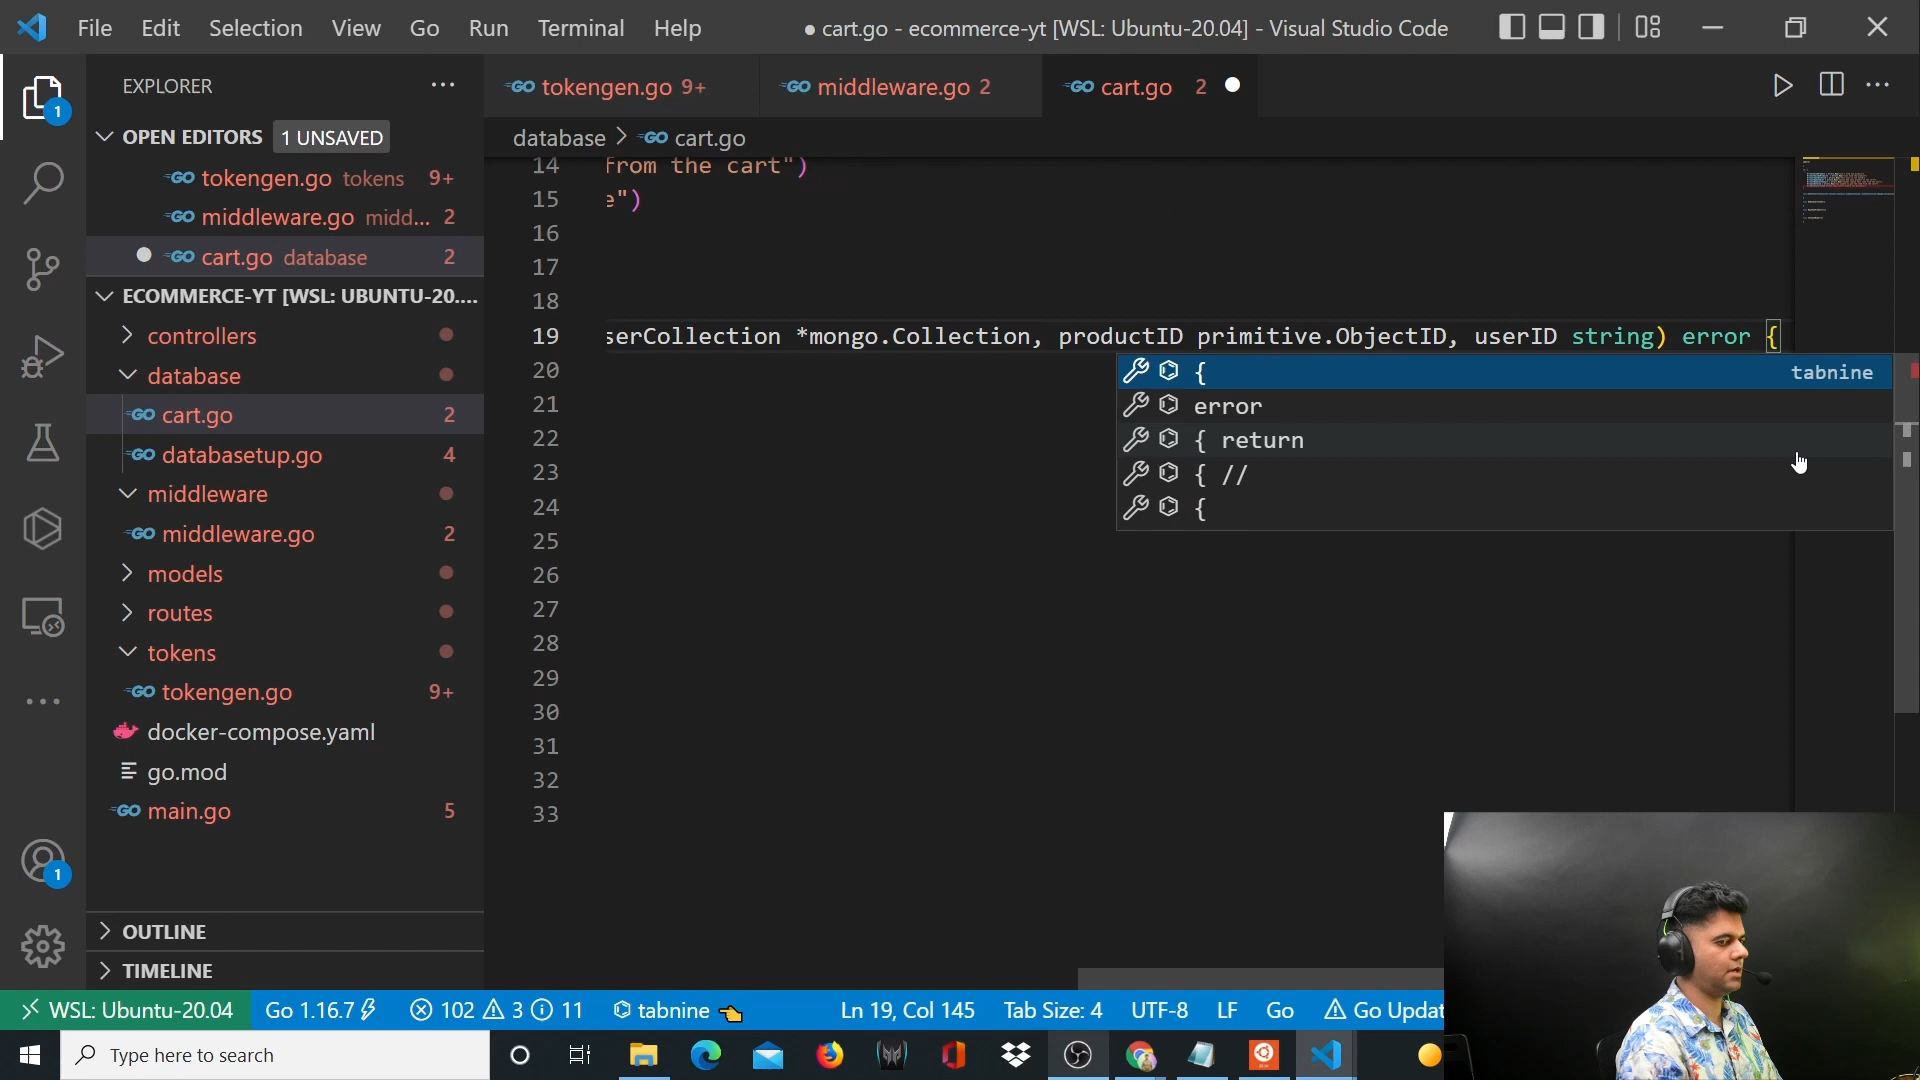 File Edit Selection View Go Run Terminal Help
● cart.go - ecommerce-yt [WSL: Ubuntu-20.04] - Visual Studio Code
EXPLORER ···
tokengen.go 9+ middleware.go 2 cart.go 2 ●
OPEN EDITORS 1 UNSAVED
database > cart.go
tokengen.go tokens 9+
middleware.go midd... 2
● cart.go database 2
ECOMMERCE-YT [WSL: UBUNTU-20....
controllers
database
cart.go 2
databasetup.go 4
middleware
middleware.go 2
models
routes
tokens
tokengen.go 9+
docker-compose.yaml
go.mod
main.go 5
OUTLINE
TIMELINE
1
1
14 from the cart")
15 e")
16
17
18
19 serCollection *mongo.Collection, productID primitive.ObjectID, userID string) error {
20
21
22
23
24
25
26
27
28
29
30
31
32
33
{ tabnine
error
{ return
{ //
{
WSL: Ubuntu-20.04 Go 1.16.7 102 3 11 tabnine Ln 19, Col 145 Tab Size: 4 UTF-8 LF Go Go Updat
Type here to search